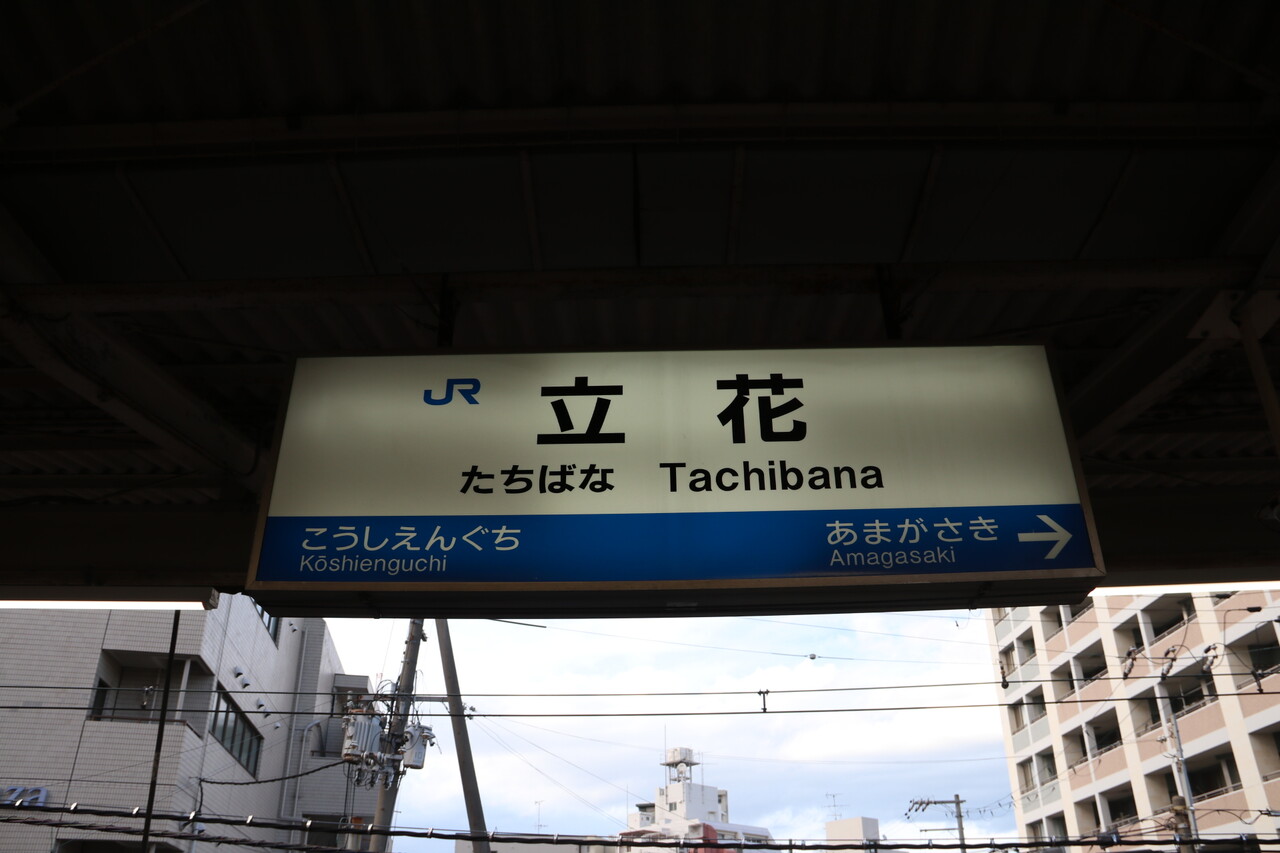 JR 立花
たちばな Tachibana
こうしえんぐち あまがさき →
Kōshienguchi Amagasaki
za